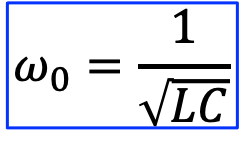 ω₀ = 1/√LC